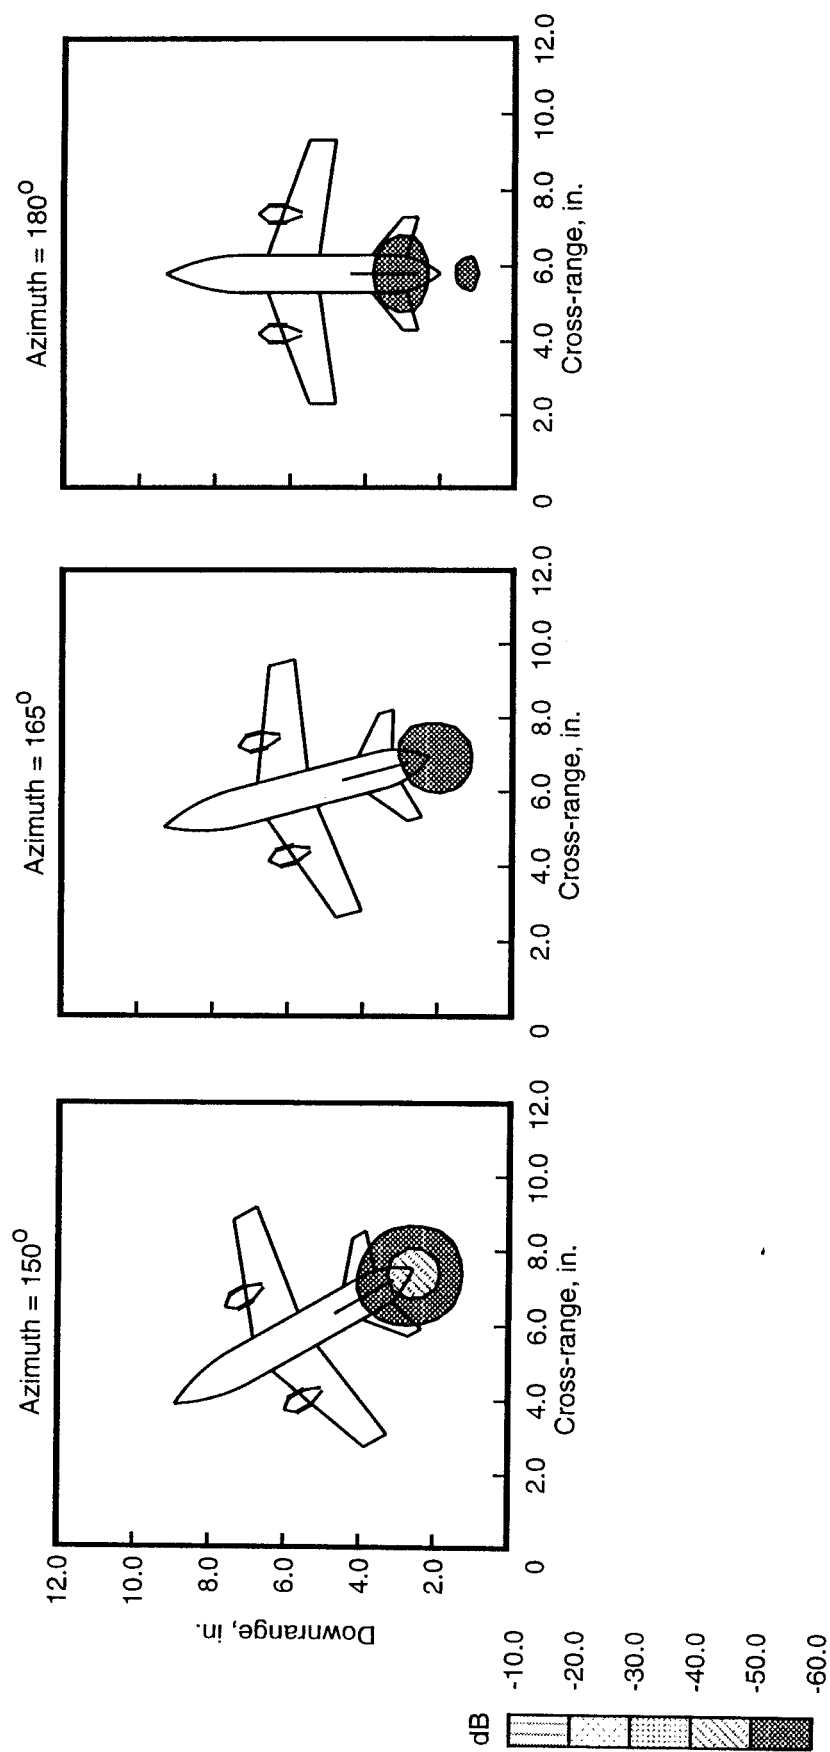 Azimuth = 150°
Azimuth = 165°
Azimuth = 180°
12.0
10.0
8.0
6.0
4.0
2.0
Downrange, in.
0 2.0 4.0 6.0 8.0 10.0 12.0
Cross-range, in.
0 2.0 4.0 6.0 8.0 10.0 12.0
Cross-range, in.
0 2.0 4.0 6.0 8.0 10.0 12.0
Cross-range, in.
dB
-10.0
-20.0
-30.0
-40.0
-50.0
-60.0